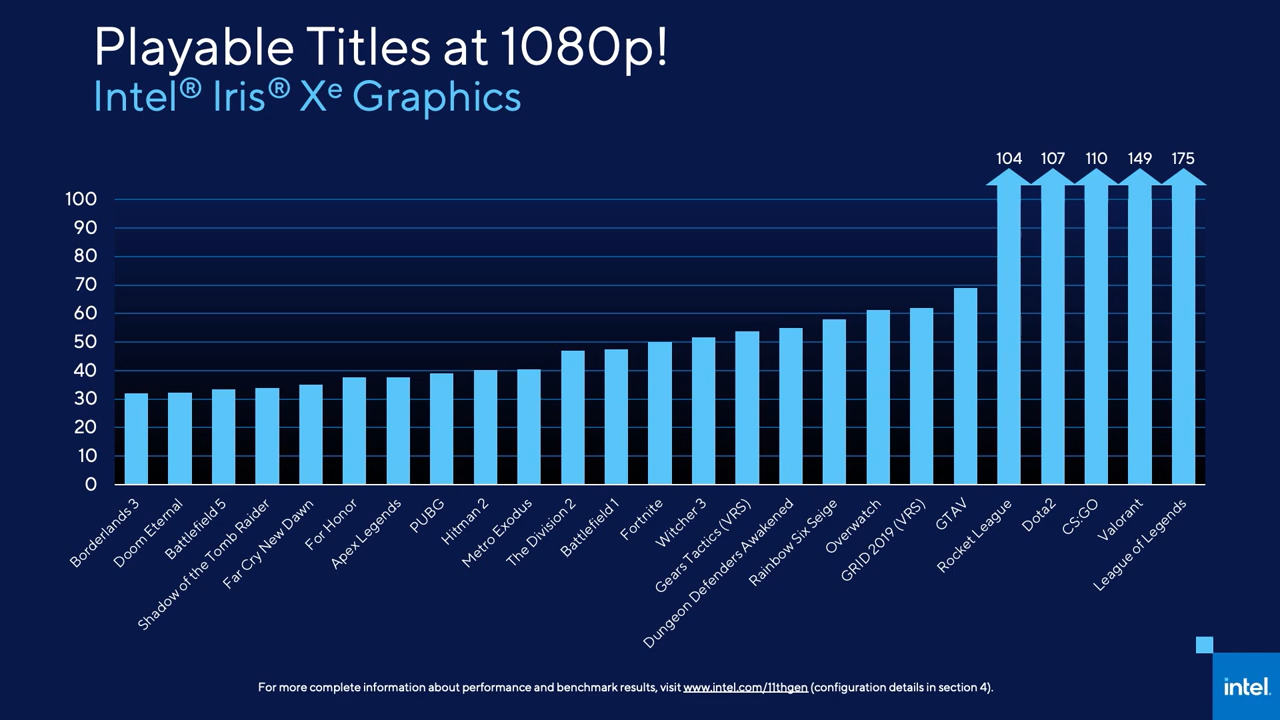 Playable Titles at 1080p!
Intel® Iris® Xe Graphics
104 107 110 149 175
100
90
80
70
60
50
40
30
20
10
0
Borderlands 3
Doom Eternal
Battlefield 5
Shadow of the Tomb Raider
Far Cry New Dawn
For Honor
Apex Legends
PUBG
Hitman 2
Metro Exodus
The Division 2
Battlefield 1
Fortnite
Witcher 3
Gears Tactics (VRS)
Dungeon Defenders Awakened
Rainbow Six Seige
Overwatch
GRID 2019 (VRS)
GTAV
Rocket League
Dota2
CS:GO
Valorant
League of Legends
For more complete information about performance and benchmark results, visit www.intel.com/11thgen (configuration details in section 4).
intel.